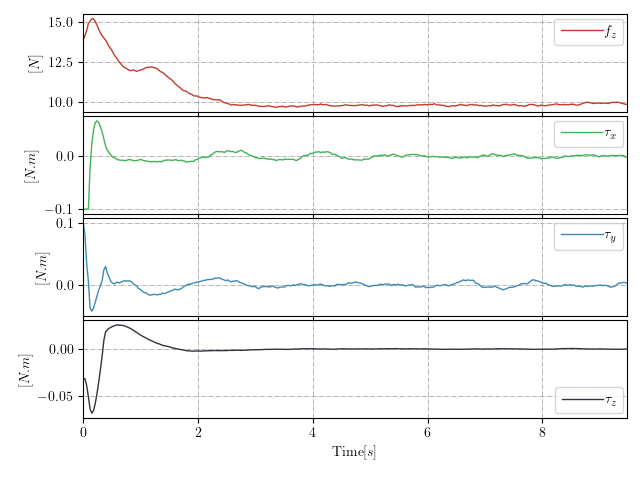 15.0
12.5
10.0
[N]
f_z
0.0
−0.1
[N.m]
τ_x
0.1
0.0
[N.m]
τ_y
0.00
−0.05
[N.m]
τ_z
0 2 4 6 8
Time[s]